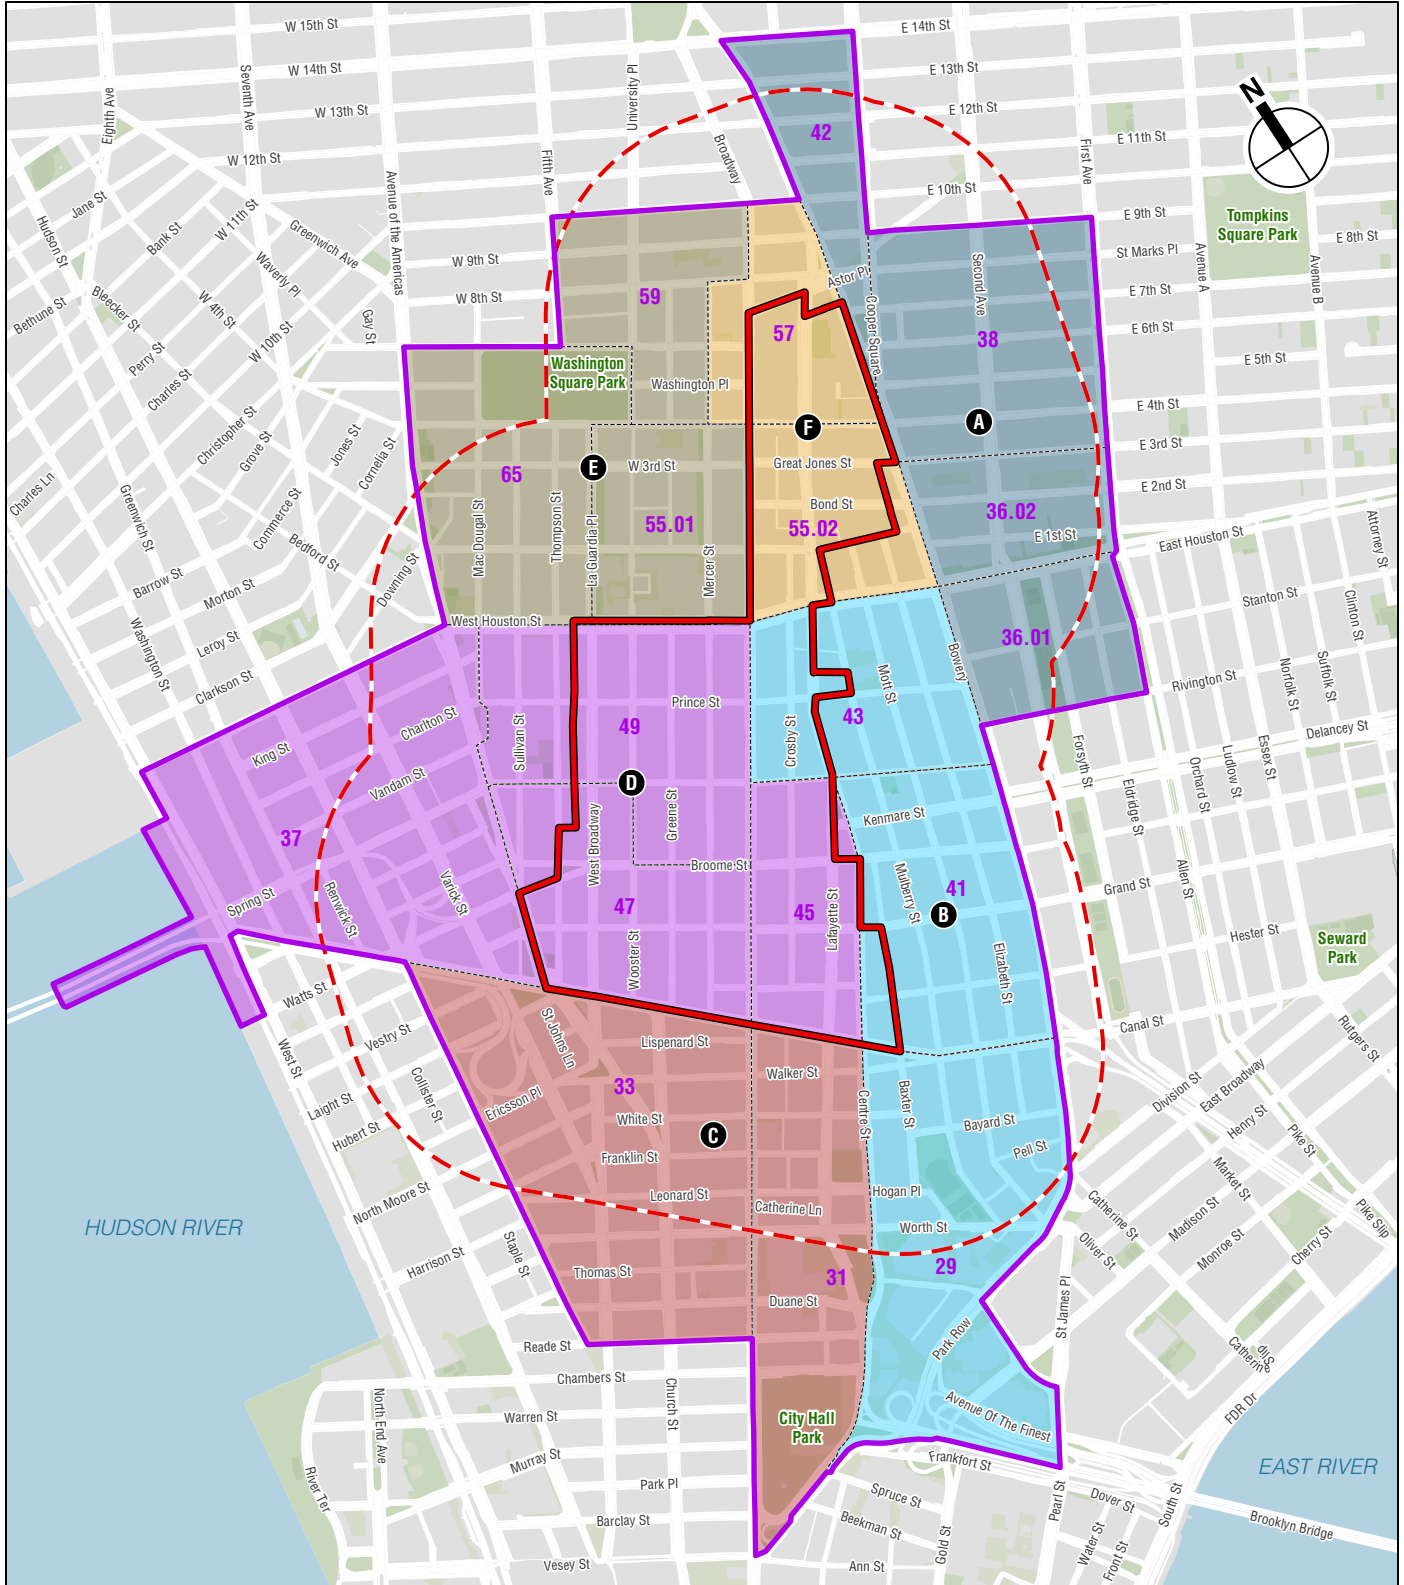 W 15th St
E 14th St
W 14th St
E 13th St
W 13th St
E 12th St
E 11th St
W 12th St
E 10th St
E 9th St
E 8th St
Eighth Ave
Seventh Ave
Avenue of the Americas
Fifth Ave
University Pl
Broadway
First Ave
N
42
Tompkins
Square Park
Avenue A
Avenue B
St Marks Pl
E 7th St
E 6th St
E 5th St
E 4th St
E 3rd St
E 2nd St
E 1st St
Jane St
Hudson St
Bank St
W 11th St
Greenwich Ave
Waverly Pl
Bethune St
Bleecker St
W 4th St
W 10th St
Gay St
Perry St
Charles St
Christopher St
Grove St
Jones St
Cornelia St
Charles Ln
Greenwich St
Commerce St
Bedford St
Downing St
Barrow St
Morton St
Washington St
Leroy St
Clarkson St
W 9th St
W 8th St
59
Astor Pl
Cooper Square
Second Ave
38
57
Washington
Square Park
Washington Pl
A
F
E
65
W 3rd St
Great Jones St
Bond St
55.01
55.02
36.02
Mac Dougal St
Thompson St
La Guardia Pl
Mercer St
West Houston St
East Houston St
Attorney St
Stanton St
Clinton St
36.01
Bowery
Mott St
Rivington St
Norfolk St
Suffolk St
Prince St
49
43
Crosby St
Sullivan St
Charlton St
King St
Vandam St
D
Delancey St
Forsyth St
Eldridge St
Orchard St
Ludlow St
Essex St
37
West Broadway
Greene St
Kenmare St
Broome St
Allen St
Spring St
Renwick St
Varick St
47
45
Lafayette St
Mulberry St
41
B
Grand St
Hester St
Seward
Park
Wooster St
Elizabeth St
Watts St
Vestry St
West St
Laight St
Hubert St
Collister St
St Johns Ln
Lispenard St
Canal St
Rutgers St
Walker St
33
Ericsson Pl
White St
C
Centre St
Baxter St
Bayard St
Pell St
Division St
East Broadway
Henry St
Pike St
Franklin St
Leonard St
Catherine Ln
Hogan Pl
Worth St
Market St
Madison St
Monroe St
Cherry St
Pike Slip
Catherine St
Oliver St
North Moore St
HUDSON RIVER
Harrison St
Staple St
Thomas St
31
29
Duane St
St James Pl
Park Row
Reade St
Catherine Slip
Chambers St
Church St
North End Ave
Warren St
City Hall
Park
Avenue Of The Finest
FDR Dr
Murray St
Frankfort St
EAST RIVER
River Ter
Park Pl
Spruce St
Pearl St
Dover St
South St
Barclay St
Beekman St
Gold St
Water St
Front St
Brooklyn Bridge
Vesey St
Ann St